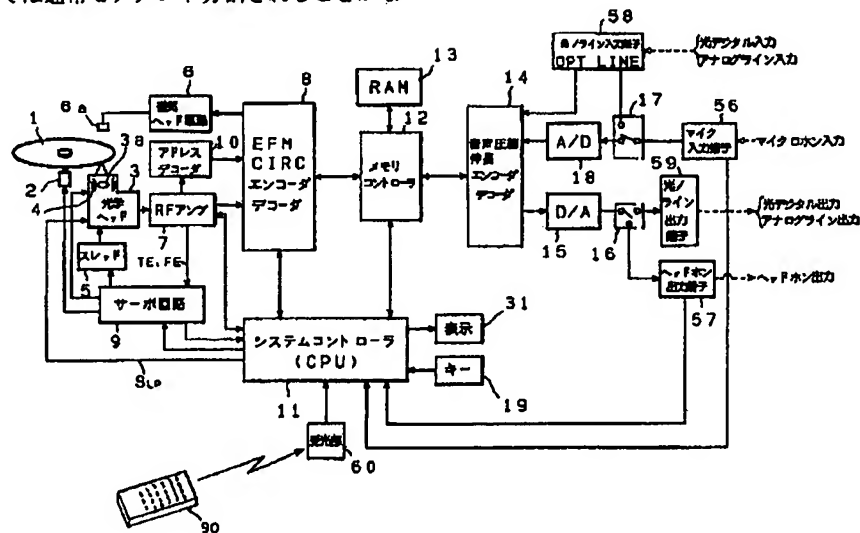 58
光/ライン入力端子
OPT LINE
光デジタル入力
アナログライン入力
6
8
13
RAM
12
14
17
56
6a
ヘッド駆動
1
10
3a
2
3
アドレス
デコーダ
EFM
CIRC
エンコーダ
デコーダ
メモリ
コントローラ
音声圧縮
伸長
エンコーダ
デコーダ
A/D
18
マイク
入力端子
マイクロホン入力
59
4
光学
ヘッド
RFアンプ
7
D/A
15
16
光/
ライン
出力
端子
光デジタル出力
アナログライン出力
スレッド
5
TE、FE
サーボ回路
9
ヘッドホン
出力端子
57
ヘッドホン出力
システムコントローラ
(CPU)
11
表示
31
キー
19
SLD
受光部
60
90